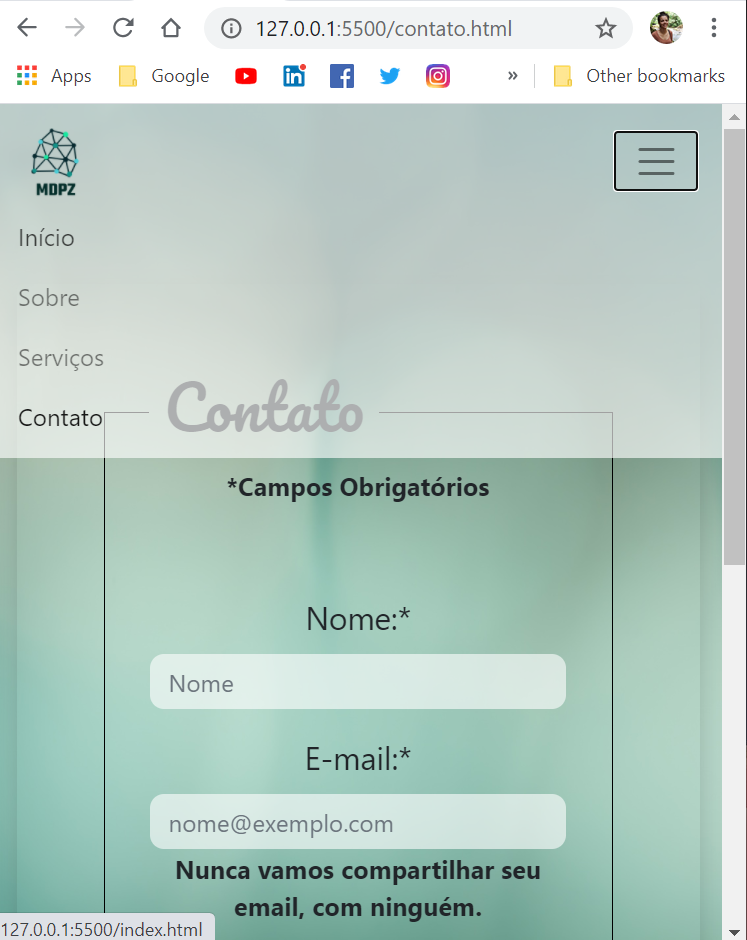 127.0.0.1:5500/contato.html
Apps Google Other bookmarks
MDPZ
Início
Sobre
Serviços
Contato
Contato
*Campos Obrigatórios
Nome:*
Nome
E-mail:*
nome@exemplo.com
Nunca vamos compartilhar seu
email, com ninguém.
127.0.0.1:5500/index.html